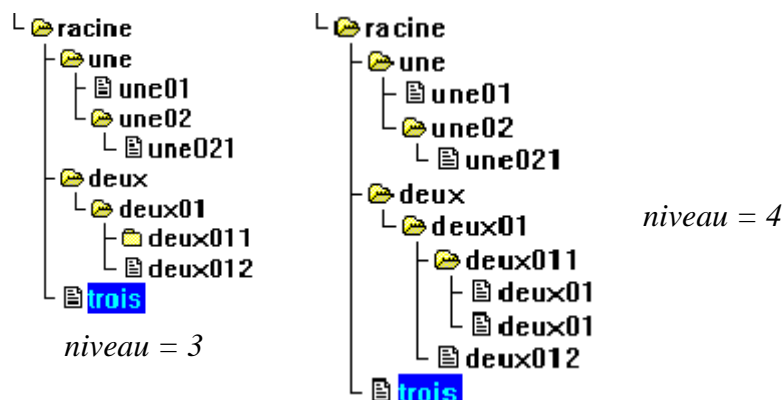 racine
une
une01
une02
une021
deux
deux01
deux011
deux012
trois
niveau = 3
racine
une
une01
une02
une021
deux
deux01
deux011
deux01
deux01
deux012
trois
niveau = 4